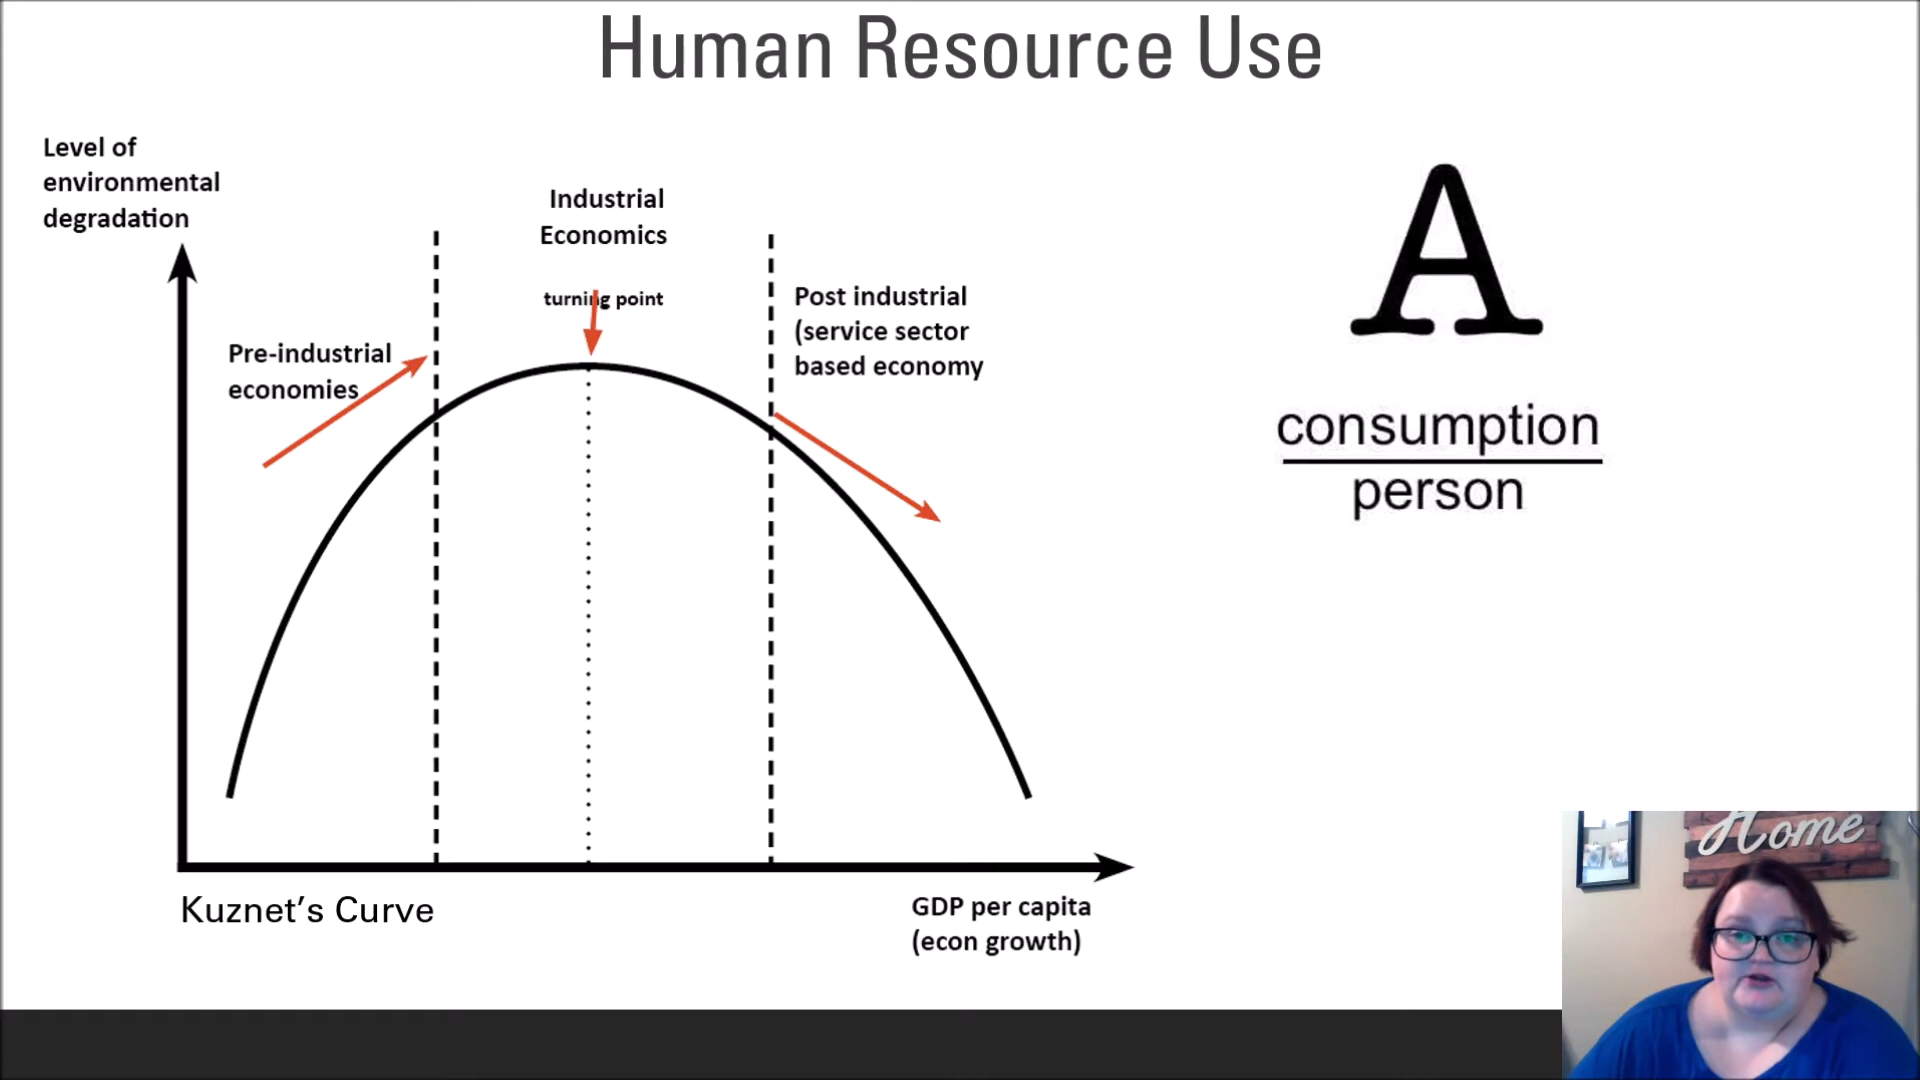 Human Resource Use
Level of
environmental
degradation
Industrial
Economics
turning point
Pre-industrial
economies
Post industrial
(service sector
based economy
Kuznet’s Curve
GDP per capita
(econ growth)
A
consumption
person
Home